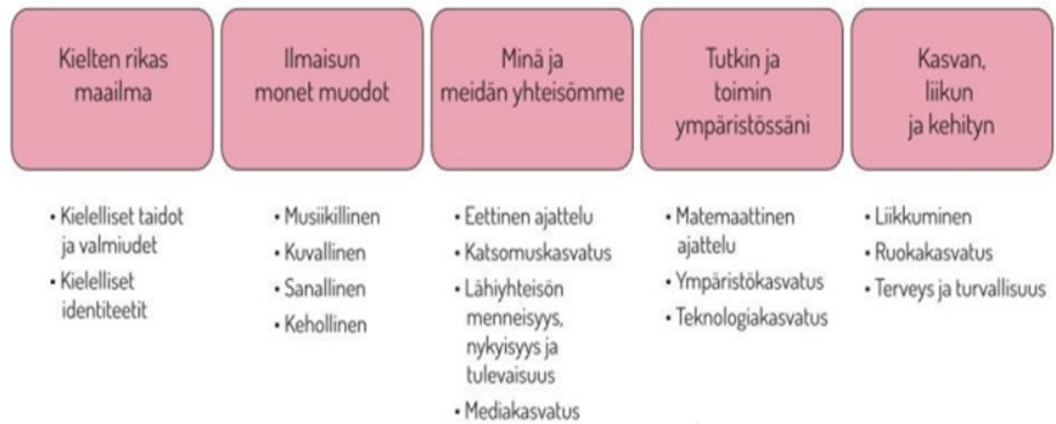 Kielten rikas
maailma
Ilmaisun
monet muodot
Minä ja
meidän yhteisömme
Tutkin ja
toimin
ympäristössäni
Kasvan,
liikun
ja kehityn
• Kielelliset taidot
ja valmiudet
• Kielelliset
identiteetit
• Musiikillinen
• Kuvallinen
• Sanallinen
• Kehollinen
• Eettinen ajattelu
• Katsomuskasvatus
• Lähiyhteisön
menneisyys,
nykyisyys ja
tulevaisuus
• Mediakasvatus
• Matemaattinen
ajattelu
• Ympäristökasvatus
• Teknologiakasvatus
• Liikkuminen
• Ruokakasvatus
• Terveys ja turvallisuus